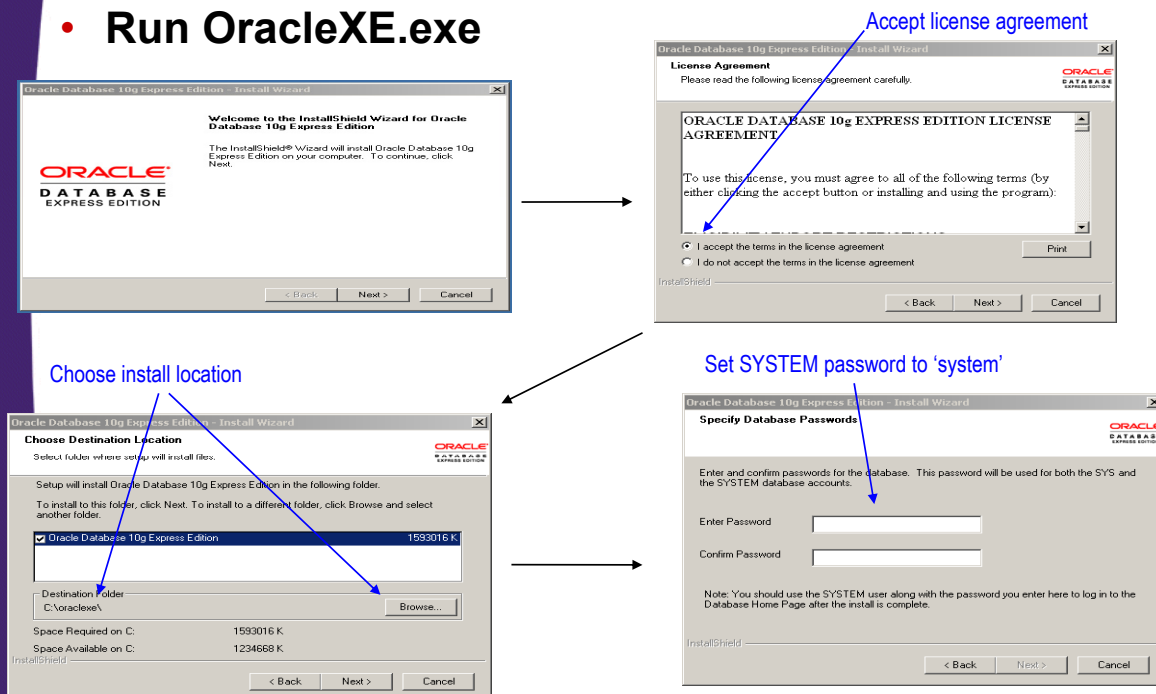 • Run OracleXE.exe
Accept license agreement
Oracle Database 10g Express Edition - Install Wizard
Welcome to the InstallShield Wizard for Oracle
Database 10g Express Edition
The InstallShield® Wizard will install Oracle Database 10g
Express Edition on your computer. To continue, click
Next.
ORACLE
DATABASE
EXPRESS EDITION
< Back
Next >
Cancel
Oracle Database 10g Express Edition - Install Wizard
License Agreement
Please read the following license agreement carefully.
ORACLE
DATABASE
EXPRESS EDITION
ORACLE DATABASE 10g EXPRESS EDITION LICENSE
AGREEMENT
To use this license, you must agree to all of the following terms (by
either clicking the accept button or installing and using the program):
I accept the terms in the license agreement
Print
I do not accept the terms in the license agreement
InstallShield
< Back
Next >
Cancel
Choose install location
Oracle Database 10g Express Edition - Install Wizard
Choose Destination Location
Select folder where setup will install files.
ORACLE
DATABASE
EXPRESS EDITION
Setup will install Oracle Database 10g Express Edition in the following folder.
To install to this folder, click Next. To install to a different folder, click Browse and select
another folder.
Oracle Database 10g Express Edition
1593016 K
Destination Folder
C:\oraclexe\
Browse...
Space Required on C:
1593016 K
Space Available on C:
1234668 K
InstallShield
< Back
Next >
Cancel
Set SYSTEM password to ‘system’
Oracle Database 10g Express Edition - Install Wizard
Specify Database Passwords
ORACLE
DATABAS
EXPRESS EDITIO
Enter and confirm passwords for the database. This password will be used for both the SYS and
the SYSTEM database accounts.
Enter Password
Confirm Password
Note: You should use the SYSTEM user along with the password you enter here to log in to the
Database Home Page after the install is complete.
InstallShield
< Back
Next >
Cancel